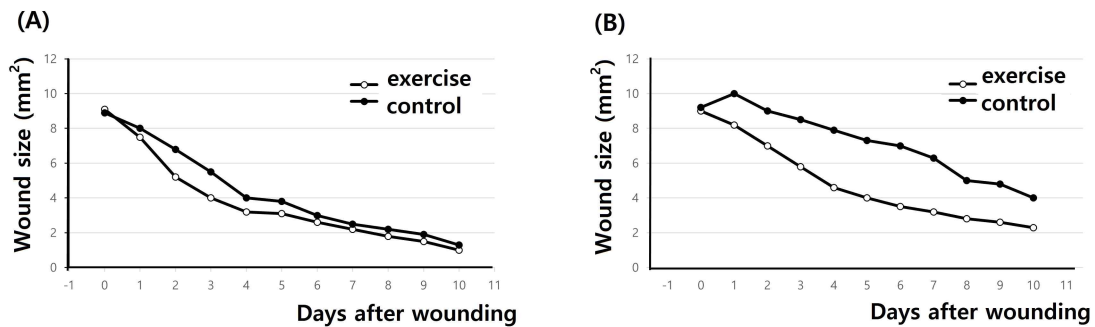 (A)
Wound size (mm²)
12
10
8
6
4
2
0
-1 0 1 2 3 4 5 6 7 8 9 10 11
Days after wounding
exercise
control
(B)
Wound size (mm²)
12
10
8
6
4
2
0
-1 0 1 2 3 4 5 6 7 8 9 10 11
Days after wounding
exercise
control